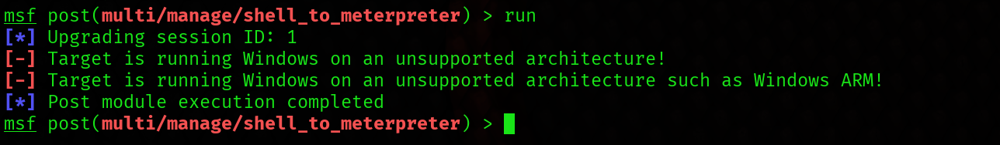 msf post(multi/manage/shell_to_meterpreter) > run
[*] Upgrading session ID: 1
[-] Target is running Windows on an unsupported architecture!
[-] Target is running Windows on an unsupported architecture such as Windows ARM!
[*] Post module execution completed
msf post(multi/manage/shell_to_meterpreter) >